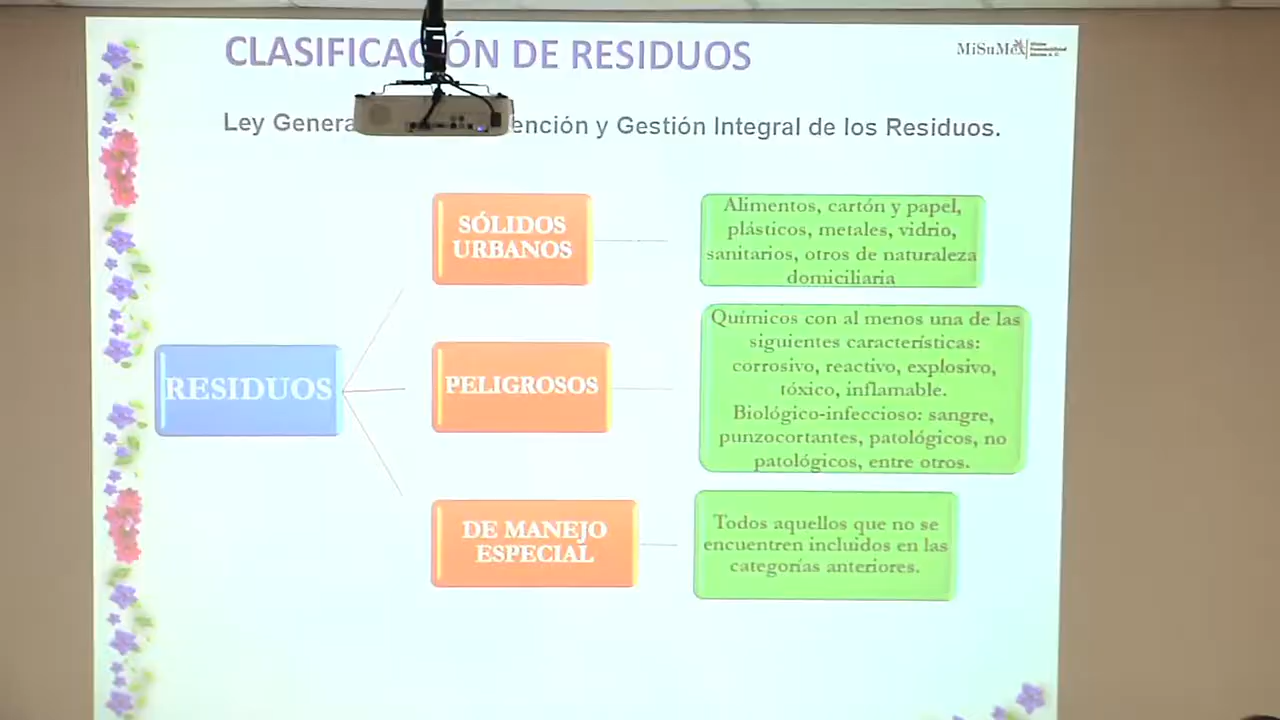 CLASIFICACIÓN DE RESIDUOS
MiSuMex
Ley Genera ención y Gestión Integral de los Residuos.
SÓLIDOS
URBANOS
Alimentos, cartón y papel,
plásticos, metales, vidrio,
sanitarios, otros de naturaleza
domiciliaria
RESIDUOS
PELIGROSOS
Químicos con al menos una de las
siguientes características:
corrosivo, reactivo, explosivo,
tóxico, inflamable.
Biológico-infeccioso: sangre,
punzocortantes, patológicos, no
patológicos, entre otros.
DE MANEJO
ESPECIAL
Todos aquellos que no se
encuentren incluidos en las
categorías anteriores.